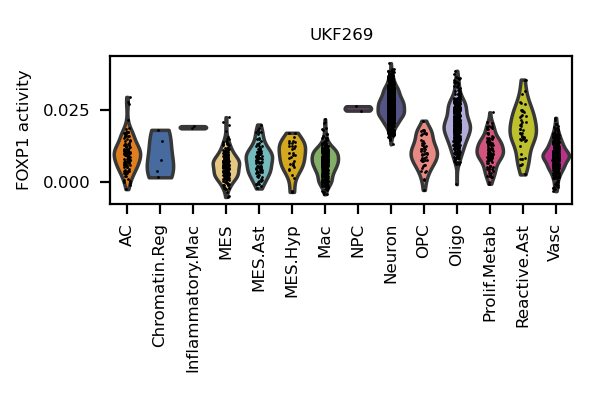 UKF269
FOXP1 activity
0.025
0.000
AC
Chromatin.Reg
Inflammatory.Mac
MES
MES.Ast
MES.Hyp
Mac
NPC
Neuron
OPC
Oligo
Prolif.Metab
Reactive.Ast
Vasc